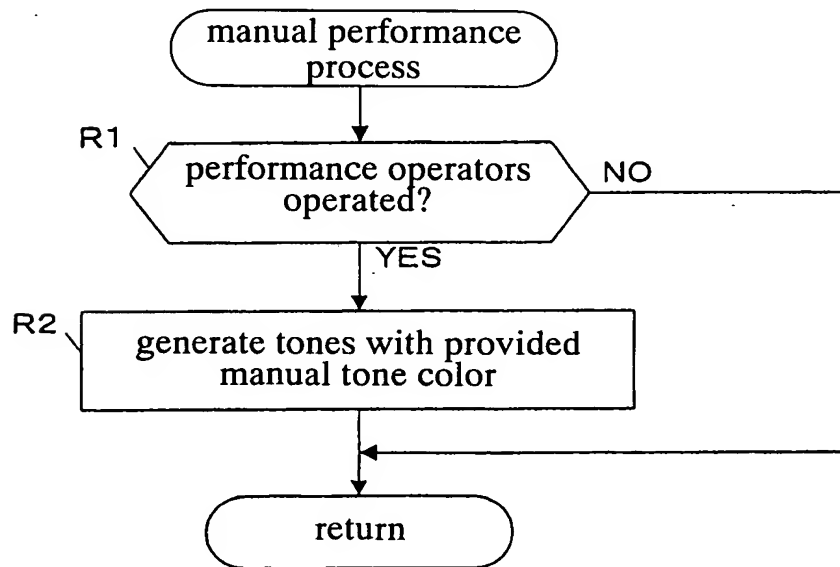 manual performance
process
R1
performance operators
operated?
NO
YES
R2
generate tones with provided
manual tone color
return